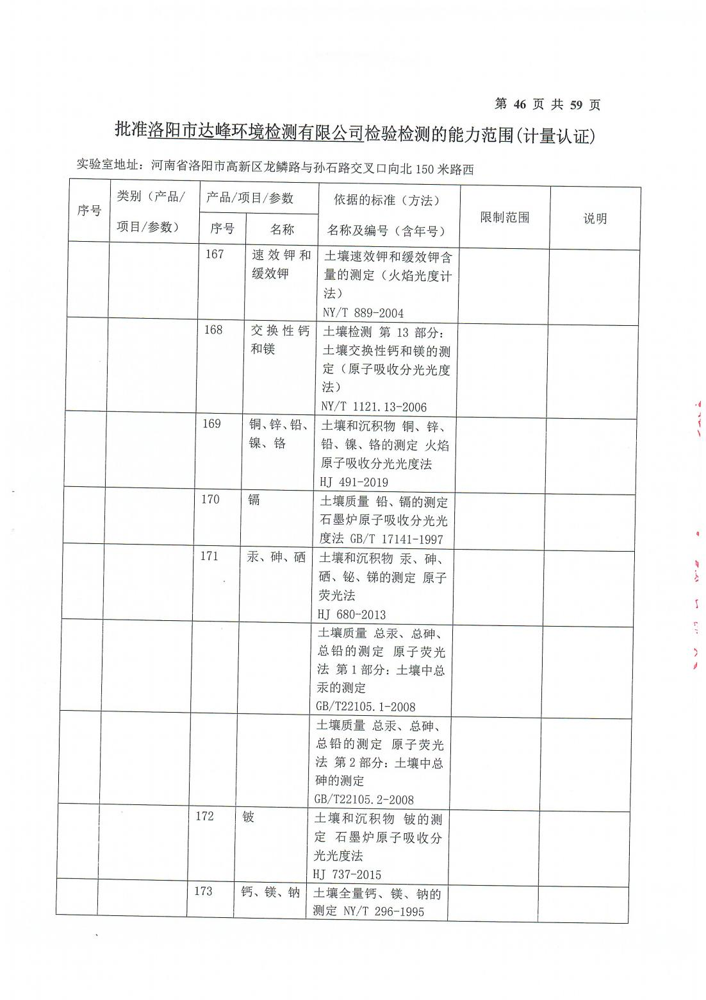 第 46 页 共 59 页
批准洛阳市达峰环境检测有限公司检验检测的能力范围(计量认证)
实验室地址：河南省洛阳市高新区龙鳞路与孙石路交叉口向北 150 米路西
序号
类别（产品/
项目/参数）
产品/项目/参数
序号
名称
依据的标准（方法）
名称及编号（含年号）
限制范围
说明
167
速效钾和
缓效钾
土壤速效钾和缓效钾含
量的测定（火焰光度计
法）
NY/T 889-2004
168
交换性钙
和镁
土壤检测 第 13 部分：
土壤交换性钙和镁的测
定（原子吸收分光光度
法）
NY/T 1121.13-2006
169
铜、锌、铅、
镍、铬
土壤和沉积物 铜、锌、
铅、镍、铬的测定 火焰
原子吸收分光光度法
HJ 491-2019
170
镉
土壤质量 铅、镉的测定
石墨炉原子吸收分光光
度法 GB/T 17141-1997
171
汞、砷、硒
土壤和沉积物 汞、砷、
硒、铋、锑的测定 原子
荧光法
HJ 680-2013
土壤质量 总汞、总砷、
总铅的测定 原子荧光
法 第 1 部分：土壤中总
汞的测定
GB/T22105.1-2008
土壤质量 总汞、总砷、
总铅的测定 原子荧光
法 第 2 部分：土壤中总
砷的测定
GB/T22105.2-2008
172
铍
土壤和沉积物 铍的测
定 石墨炉原子吸收分
光光度法
HJ 737-2015
173
钙、镁、钠
土壤全量钙、镁、钠的
测定 NY/T 296-1995